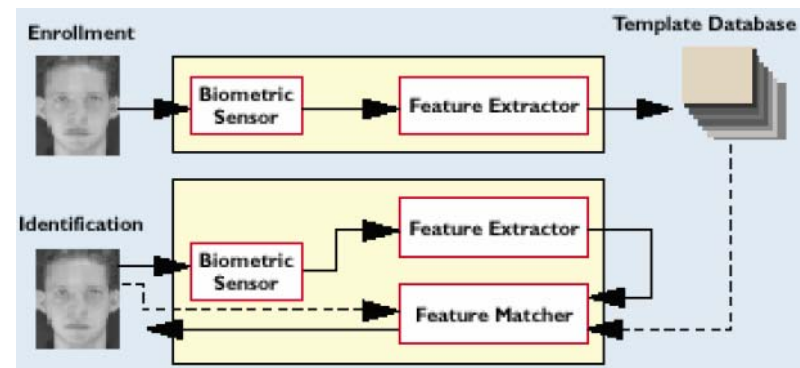 Enrollment
Template Database
Biometric
Sensor
Feature Extractor
Identification
Feature Extractor
Biometric
Sensor
Feature Matcher